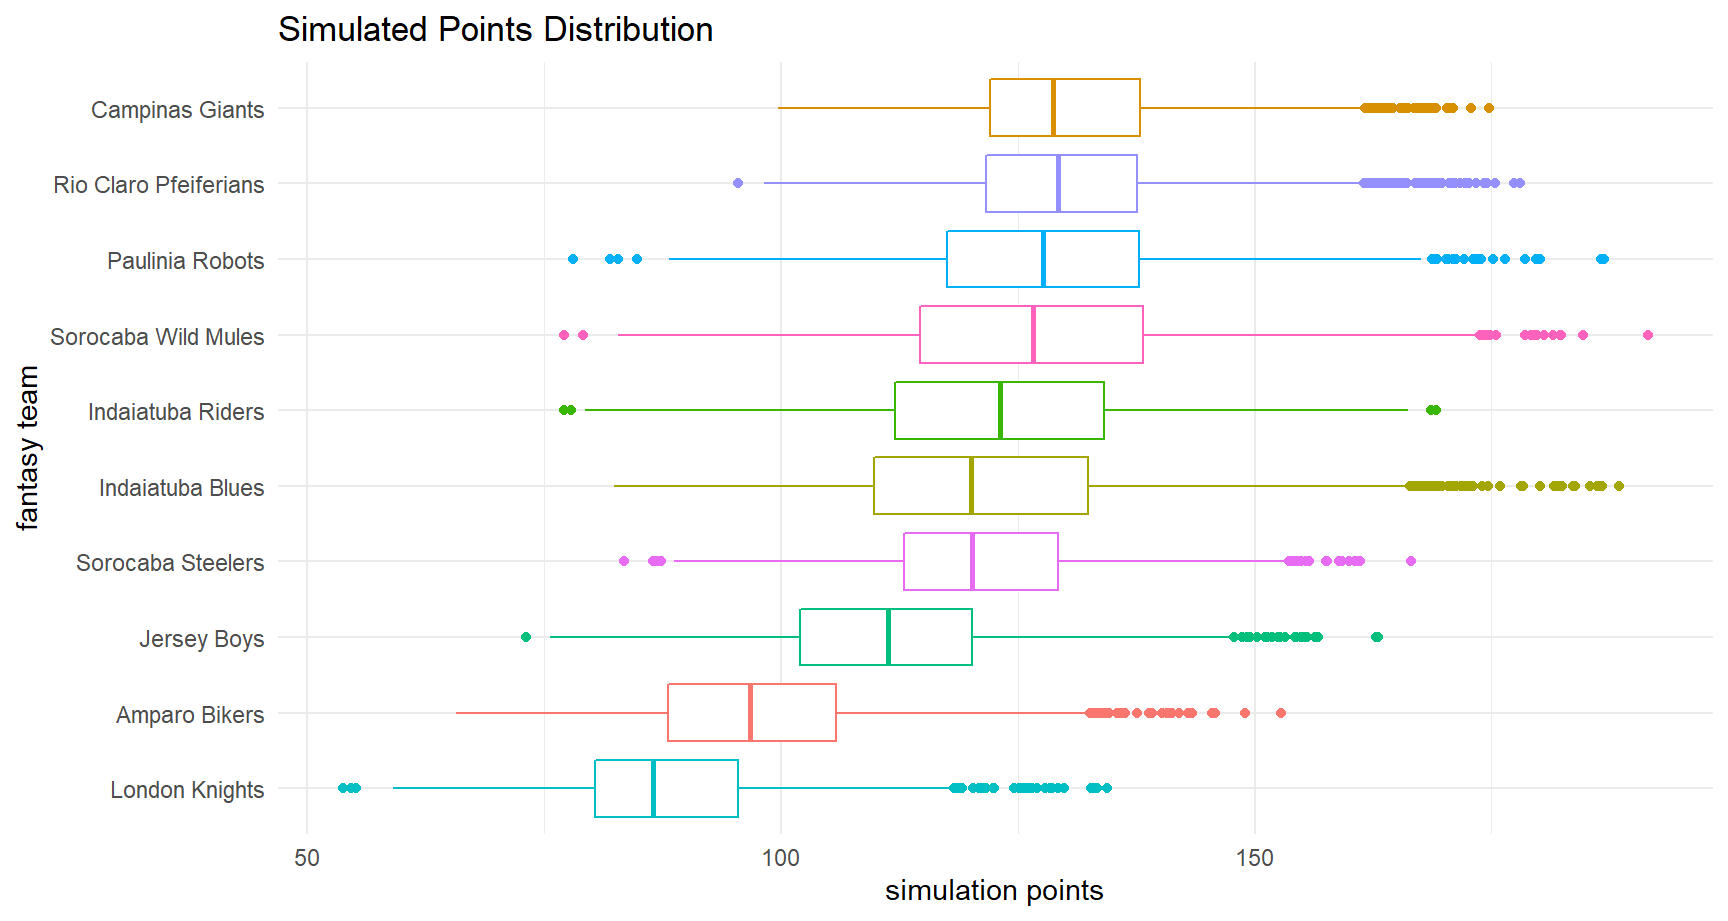 Simulated Points Distribution
fantasy team
Campinas Giants
Rio Claro Pfeiferians
Paulinia Robots
Sorocaba Wild Mules
Indaiatuba Riders
Indaiatuba Blues
Sorocaba Steelers
Jersey Boys
Amparo Bikers
London Knights
50 100 150
simulation points